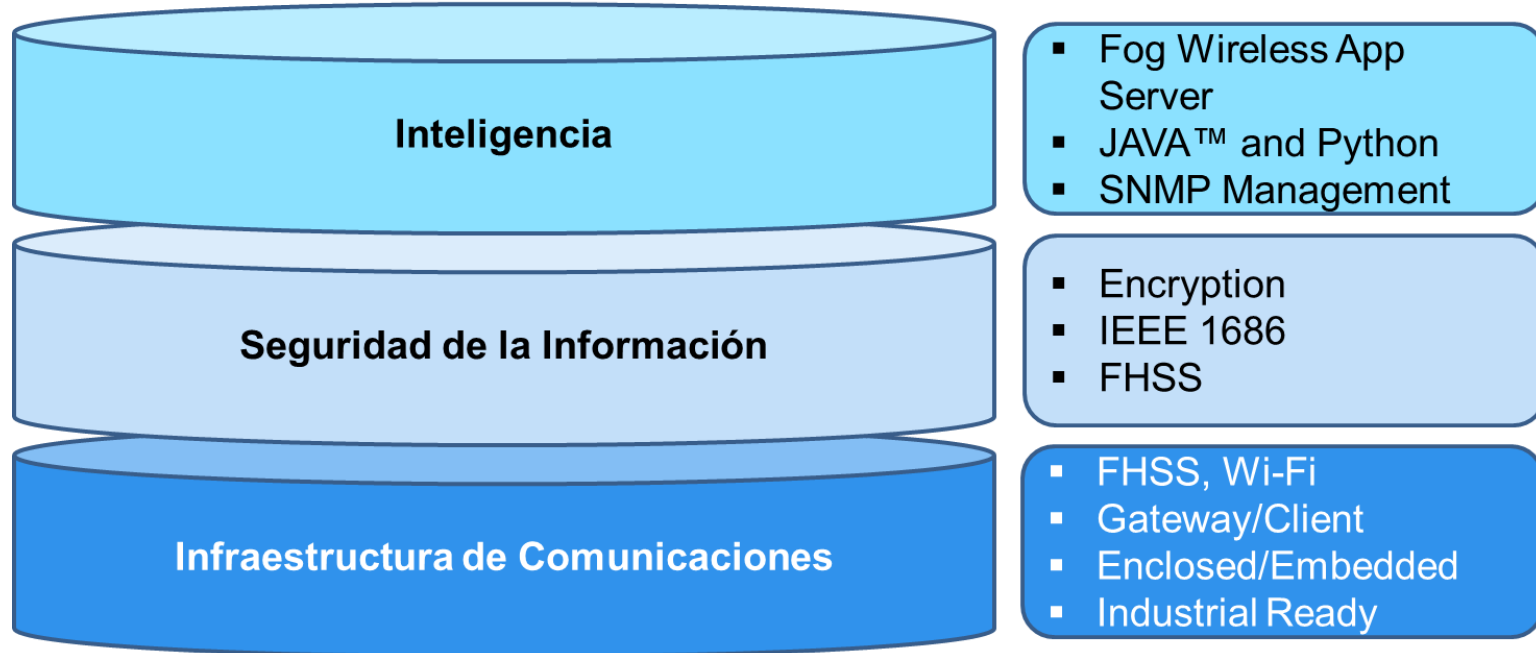 Inteligencia
▪ Fog Wireless App
Server
▪ JAVA™ and Python
▪ SNMP Management
Seguridad de la Información
▪ Encryption
▪ IEEE 1686
▪ FHSS
Infraestructura de Comunicaciones
▪ FHSS, Wi-Fi
▪ Gateway/Client
▪ Enclosed/Embedded
▪ Industrial Ready